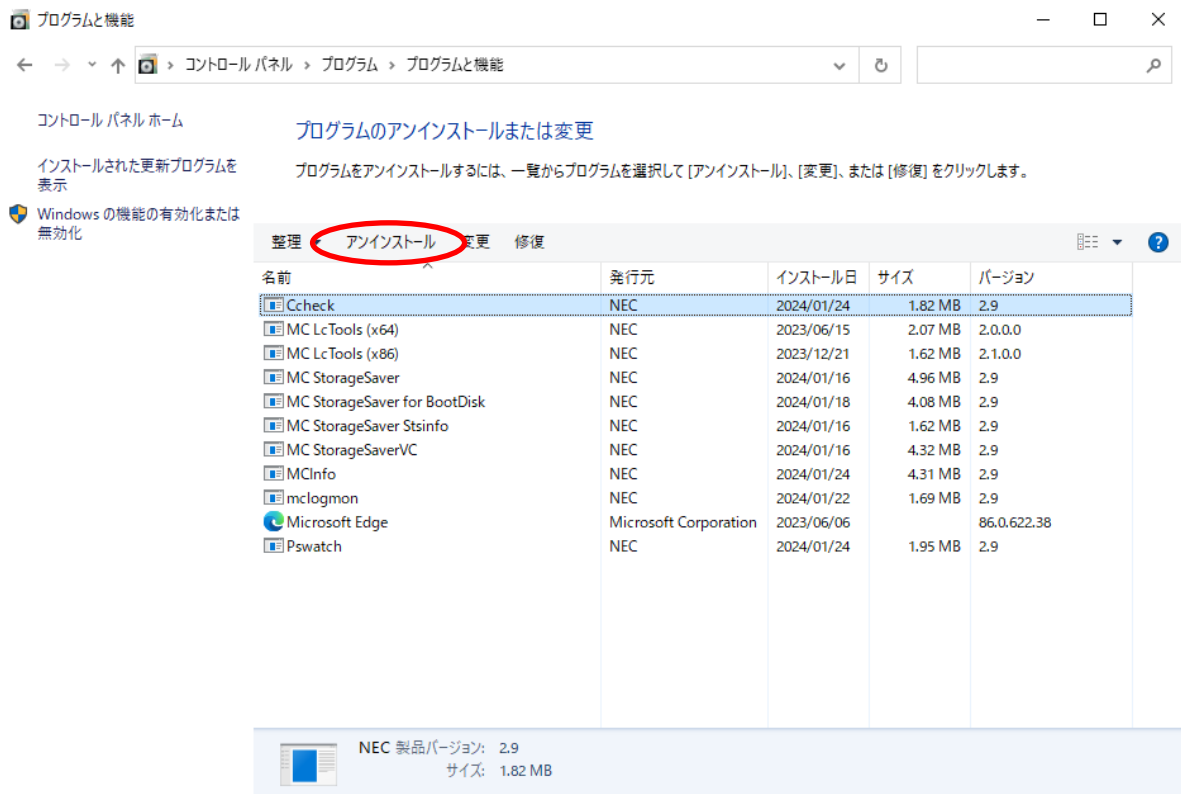 プログラムと機能
コントロール パネル › プログラム › プログラムと機能
コントロール パネル ホーム
インストールされた更新プログラムを
表示
Windows の機能の有効化または
無効化
プログラムのアンインストールまたは変更
プログラムをアンインストールするには、一覧からプログラムを選択して [アンインストール]、[変更]、または [修復] をクリックします。
整理 アンインストール 変更 修復
名前 発行元 インストール日 サイズ バージョン
Ccheck NEC 2024/01/24 1.82 MB 2.9
MC LcTools (x64) NEC 2023/06/15 2.07 MB 2.0.0.0
MC LcTools (x86) NEC 2023/12/21 1.62 MB 2.1.0.0
MC StorageSaver NEC 2024/01/16 4.96 MB 2.9
MC StorageSaver for BootDisk NEC 2024/01/18 4.08 MB 2.9
MC StorageSaver Stsinfo NEC 2024/01/16 1.62 MB 2.9
MC StorageSaverVC NEC 2024/01/16 4.32 MB 2.9
MCInfo NEC 2024/01/24 4.31 MB 2.9
mclogmon NEC 2024/01/22 1.69 MB 2.9
Microsoft Edge Microsoft Corporation 2023/06/06 86.0.622.38
Pswatch NEC 2024/01/24 1.95 MB 2.9
NEC 製品バージョン: 2.9
サイズ: 1.82 MB